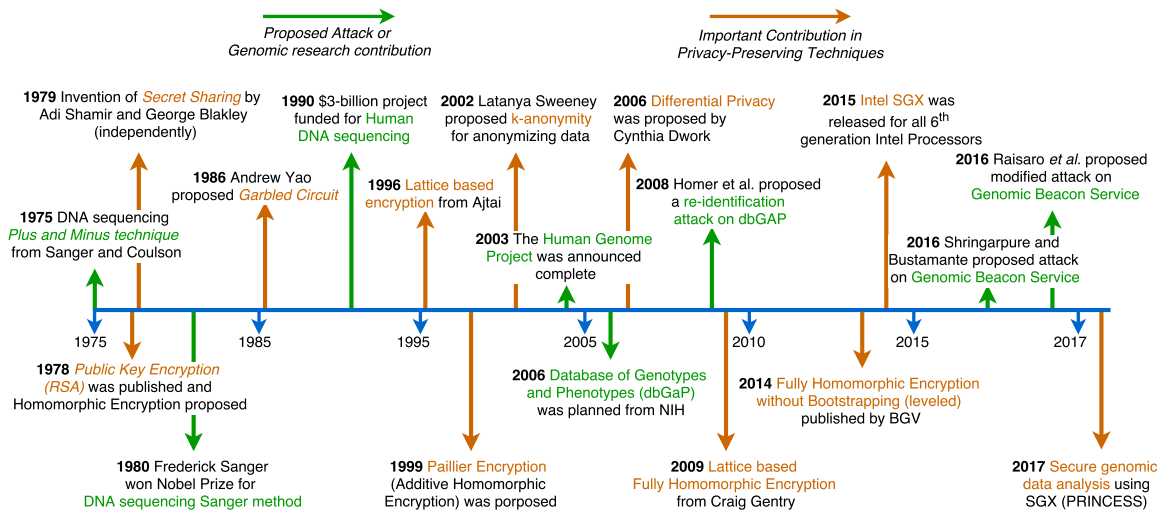 Proposed Attack or
Genomic research contribution
Important Contribution in
Privacy-Preserving Techniques
1979 Invention of Secret Sharing by
Adi Shamir and George Blakley
(independently)
1990 $3-billion project
funded for Human
DNA sequencing
2002 Latanya Sweeney
proposed k-anonymity
for anonymizing data
2006 Differential Privacy
was proposed by
Cynthia Dwork
2015 Intel SGX was
released for all 6th
generation Intel Processors
2016 Raisaro et al. proposed
modified attack on
Genomic Beacon Service
1986 Andrew Yao
proposed Garbled Circuit
1996 Lattice based
encryption from Ajtai
2008 Homer et al. proposed
a re-identification
attack on dbGAP
1975 DNA sequencing
Plus and Minus technique
from Sanger and Coulson
2003 The Human Genome
Project was announced
complete
2016 Shringarpure and
Bustamante proposed attack
on Genomic Beacon Service
1975
1985
1995
2005
2010
2015
2017
1978 Public Key Encryption
(RSA) was published and
Homomorphic Encryption proposed
2006 Database of Genotypes
and Phenotypes (dbGaP)
was planned from NIH
2014 Fully Homomorphic Encryption
without Bootstrapping (leveled)
published by BGV
1980 Frederick Sanger
won Nobel Prize for
DNA sequencing Sanger method
1999 Paillier Encryption
(Additive Homomorphic
Encryption) was porposed
2009 Lattice based
Fully Homomorphic Encryption
from Craig Gentry
2017 Secure genomic
data analysis using
SGX (PRINCESS)